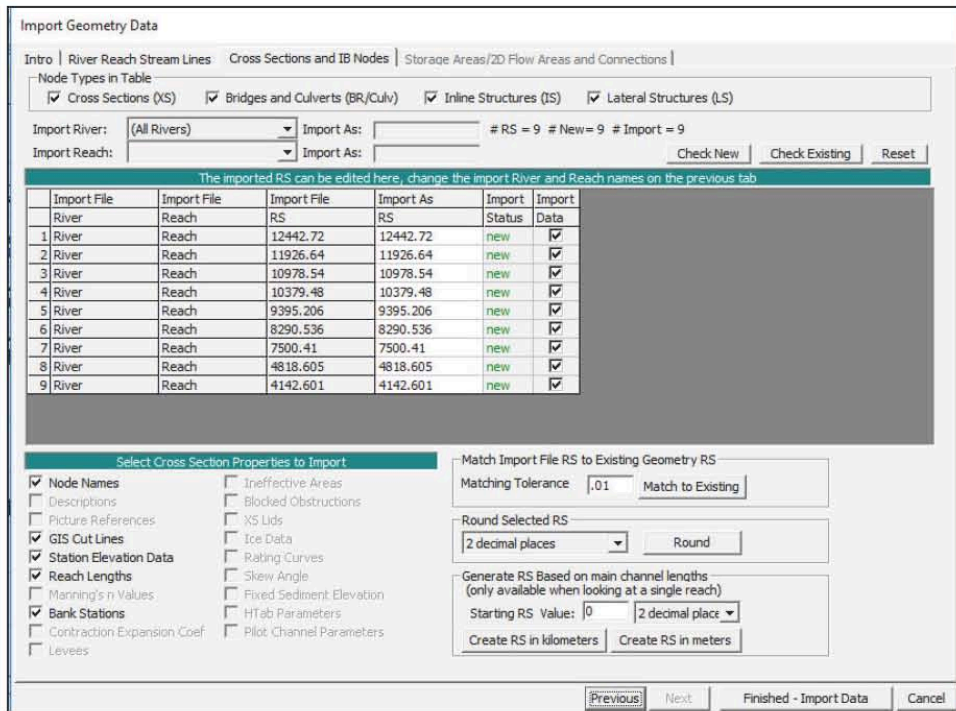 Import Geometry Data
Intro | River Reach Stream Lines | Cross Sections and IB Nodes | Storage Areas/2D Flow Areas and Connections |
Node Types in Table
Cross Sections (XS) Bridges and Culverts (BR/Culv) Inline Structures (IS) Lateral Structures (LS)
Import River: (All Rivers) Import As: # RS = 9 # New= 9 # Import = 9
Import Reach: Import As: Check New Check Existing Reset
The imported RS can be edited here, change the import River and Reach names on the previous tab
Import File Import File Import File Import As Import Import
River Reach RS RS Status Data
1 River Reach 12442.72 12442.72 new
2 River Reach 11926.64 11926.64 new
3 River Reach 10978.54 10978.54 new
4 River Reach 10379.48 10379.48 new
5 River Reach 9395.206 9395.206 new
6 River Reach 8290.536 8290.536 new
7 River Reach 7500.41 7500.41 new
8 River Reach 4818.605 4818.605 new
9 River Reach 4142.601 4142.601 new
Select Cross Section Properties to Import
Node Names
Descriptions
Picture References
GIS Cut Lines
Station Elevation Data
Reach Lengths
Manning's n Values
Bank Stations
Contraction Expansion Coef
Levees
Ineffective Areas
Blocked Obstructions
XS Lids
Ice Data
Rating Curves
Skew Angle
Fixed Sediment Elevation
HTab Parameters
Pilot Channel Parameters
Match Import File RS to Existing Geometry RS
Matching Tolerance .01 Match to Existing
Round Selected RS
2 decimal places Round
Generate RS Based on main channel lengths
(only available when looking at a single reach)
Starting RS Value: 0 2 decimal place
Create RS in kilometers Create RS in meters
Previous Next Finished - Import Data Cancel